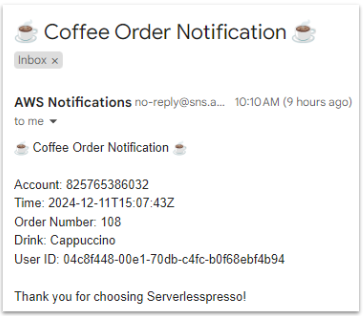 ☕ Coffee Order Notification ☕
Inbox ×
AWS Notifications no-reply@sns.a... 10:10 AM (9 hours ago)
to me
☕ Coffee Order Notification ☕
Account: 825765386032
Time: 2024-12-11T15:07:43Z
Order Number: 108
Drink: Cappuccino
User ID: 04c8f448-00e1-70db-c4fc-b0f68ebf4b94
Thank you for choosing Serverlesspresso!